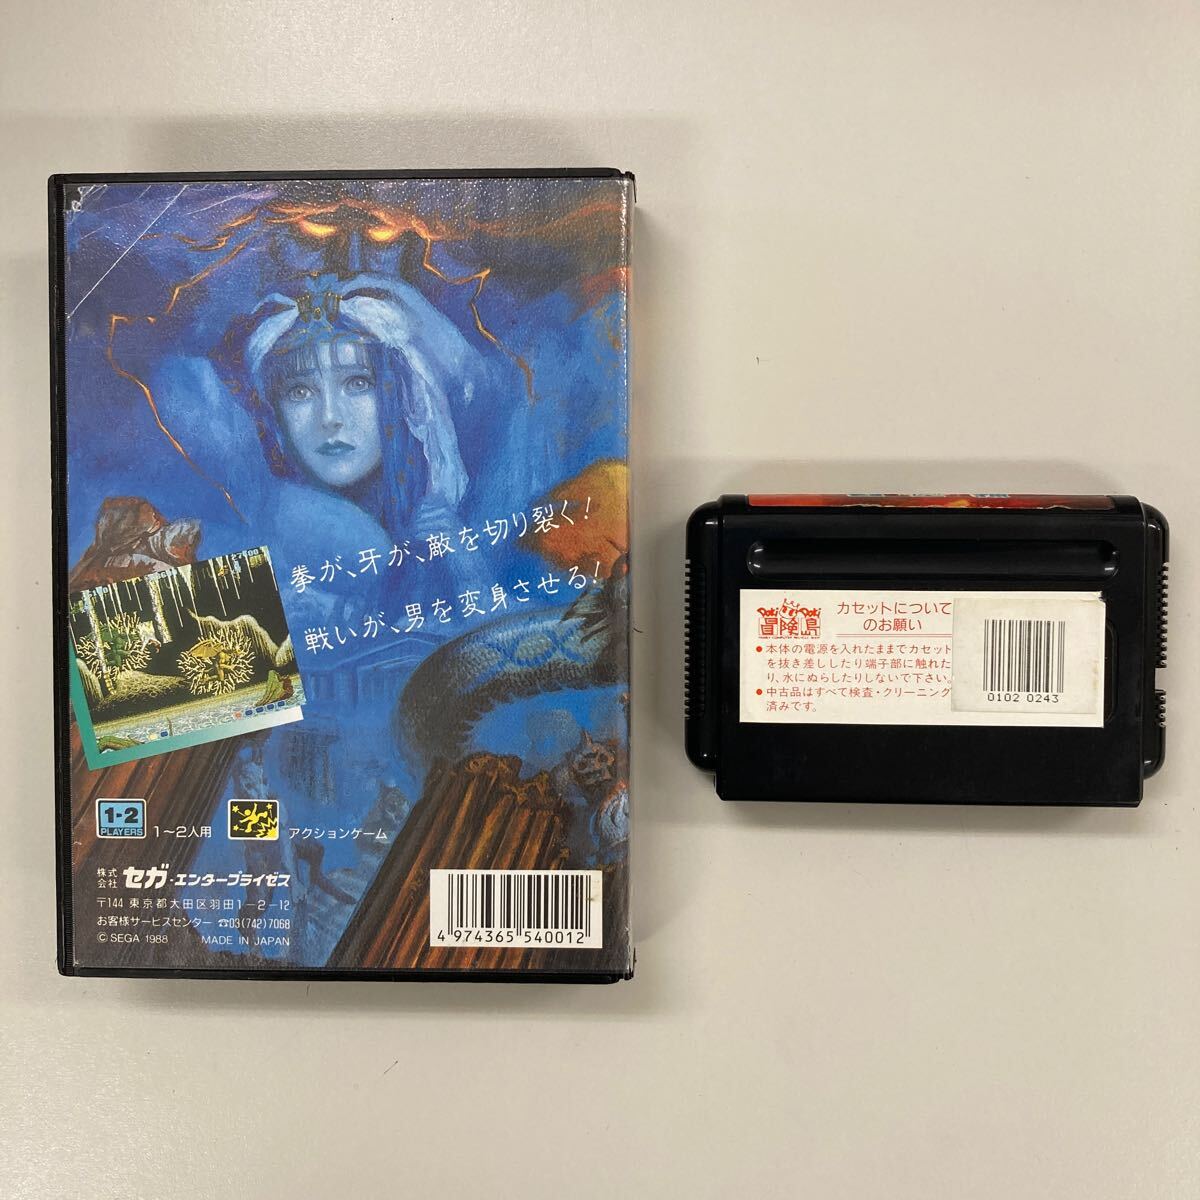 拳が、牙が、敵を切り裂く!
戦いが、男を変身させる!
1-2
PLAYERS
1〜2人用
アクションゲーム
株式会社 セガ・エンタープライゼス
〒144 東京都大田区羽田1-2-12
お客様サービスセンター ☎03(742)7068
© SEGA 1988 MADE IN JAPAN
4 974365 540012
冒険島
カセットについて
のお願い
●本体の電源を入れたままでカセット
を抜き差ししたり端子部に触れた
り、水にぬらしたりしないで下さい。
●中古品はすべて検査・クリーニング
済みです。
0102 0243